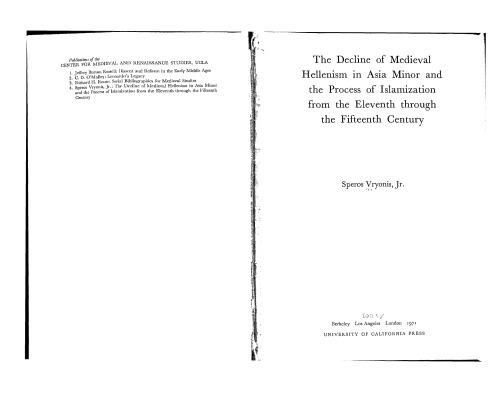 Publications of the
CENTER FOR MEDIEVAL AND RENAISSANCE STUDIES, UCLA
1. Jeffrey Burton Russell: Dissent and Reform in the Early Middle Ages
2. C. D. O'Malley: Leonardo's Legacy
3. Richard H. Rouse: Serial Bibliographies for Medieval Studies
4. Speros Vryonis, Jr.: The Decline of Medieval Hellenism in Asia Minor
and the Process of Islamization from the Eleventh through the Fifteenth
Century
The Decline of Medieval
Hellenism in Asia Minor and
the Process of Islamization
from the Eleventh through
the Fifteenth Century
Speros Vryonis, Jr.
Berkeley Los Angeles London 1971
UNIVERSITY OF CALIFORNIA PRESS